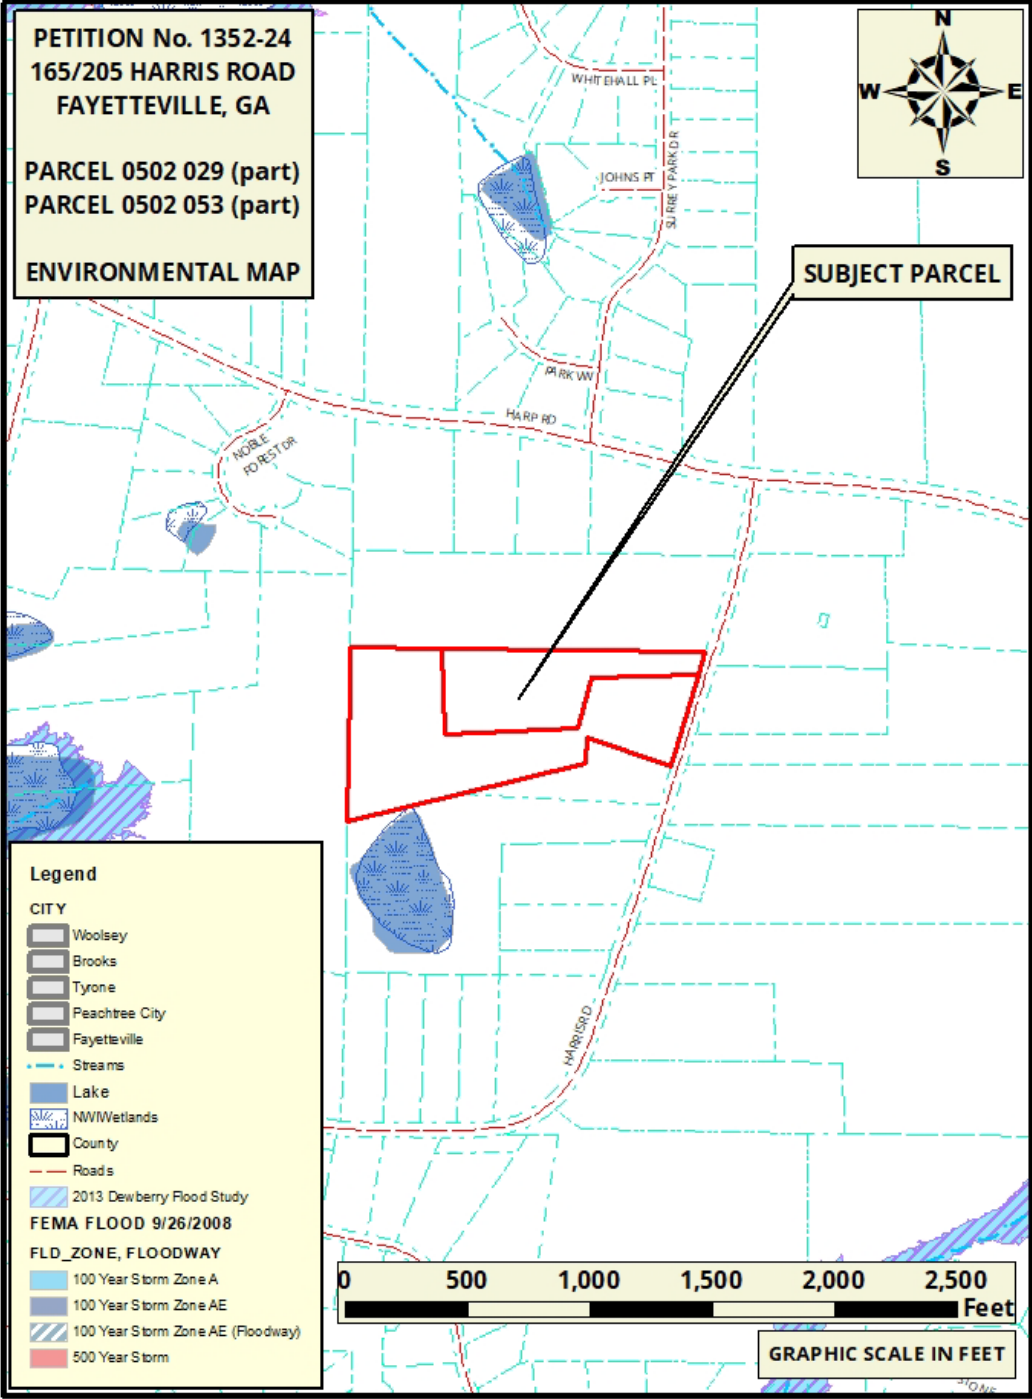 PETITION No. 1352-24
165/205 HARRIS ROAD
FAYETTEVILLE, GA
PARCEL 0502 029 (part)
PARCEL 0502 053 (part)
ENVIRONMENTAL MAP
N
W
E
S
WHITEHALL PL
SURREY PARK DR
JOHNS PT
SUBJECT PARCEL
PARK VW
HARP RD
NOBLE
FOREST DR
HARRIS RD
Legend
CITY
Woolsey
Brooks
Tyrone
Peachtree City
Fayetteville
Streams
Lake
NWIWetlands
County
Roads
2013 Dewberry Flood Study
FEMA FLOOD 9/26/2008
FLD_ZONE, FLOODWAY
100 Year Storm Zone A
100 Year Storm Zone AE
100 Year Storm Zone AE (Floodway)
500 Year Storm
0 500 1,000 1,500 2,000 2,500
Feet
GRAPHIC SCALE IN FEET